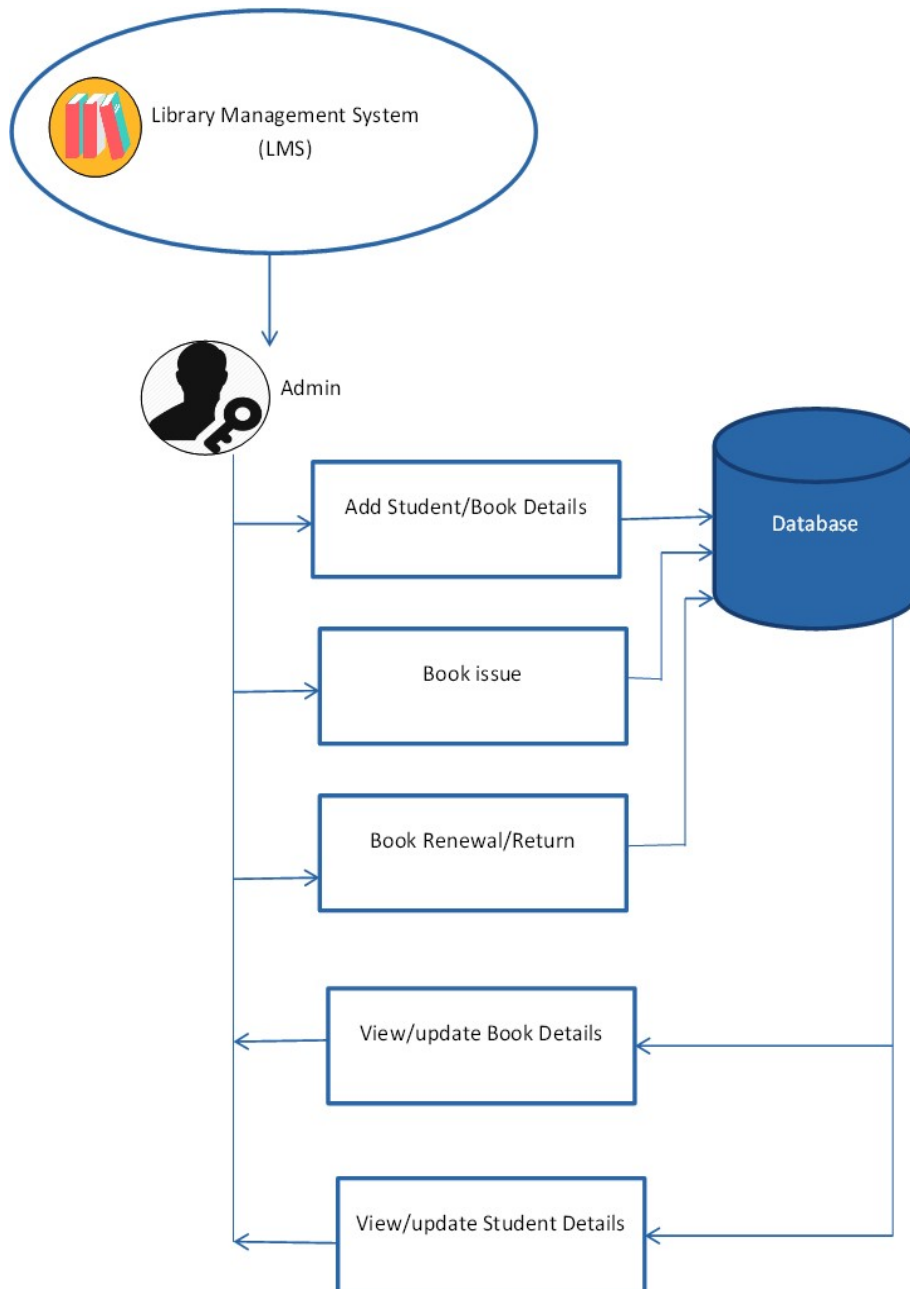 Library Management System
(LMS)
Admin
Add Student/Book Details
Database
Book issue
Book Renewal/Return
View/update Book Details
View/update Student Details